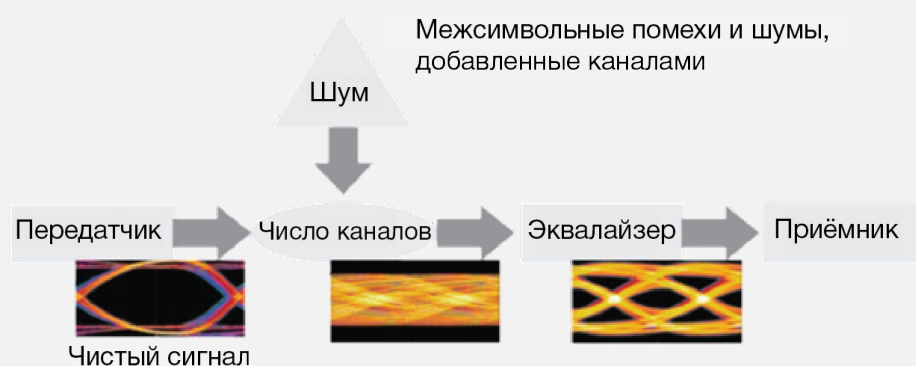 Межсимвольные помехи и шумы,
добавленные каналами
Шум
Передатчик
Число каналов
Эквалайзер
Приёмник
Чистый сигнал